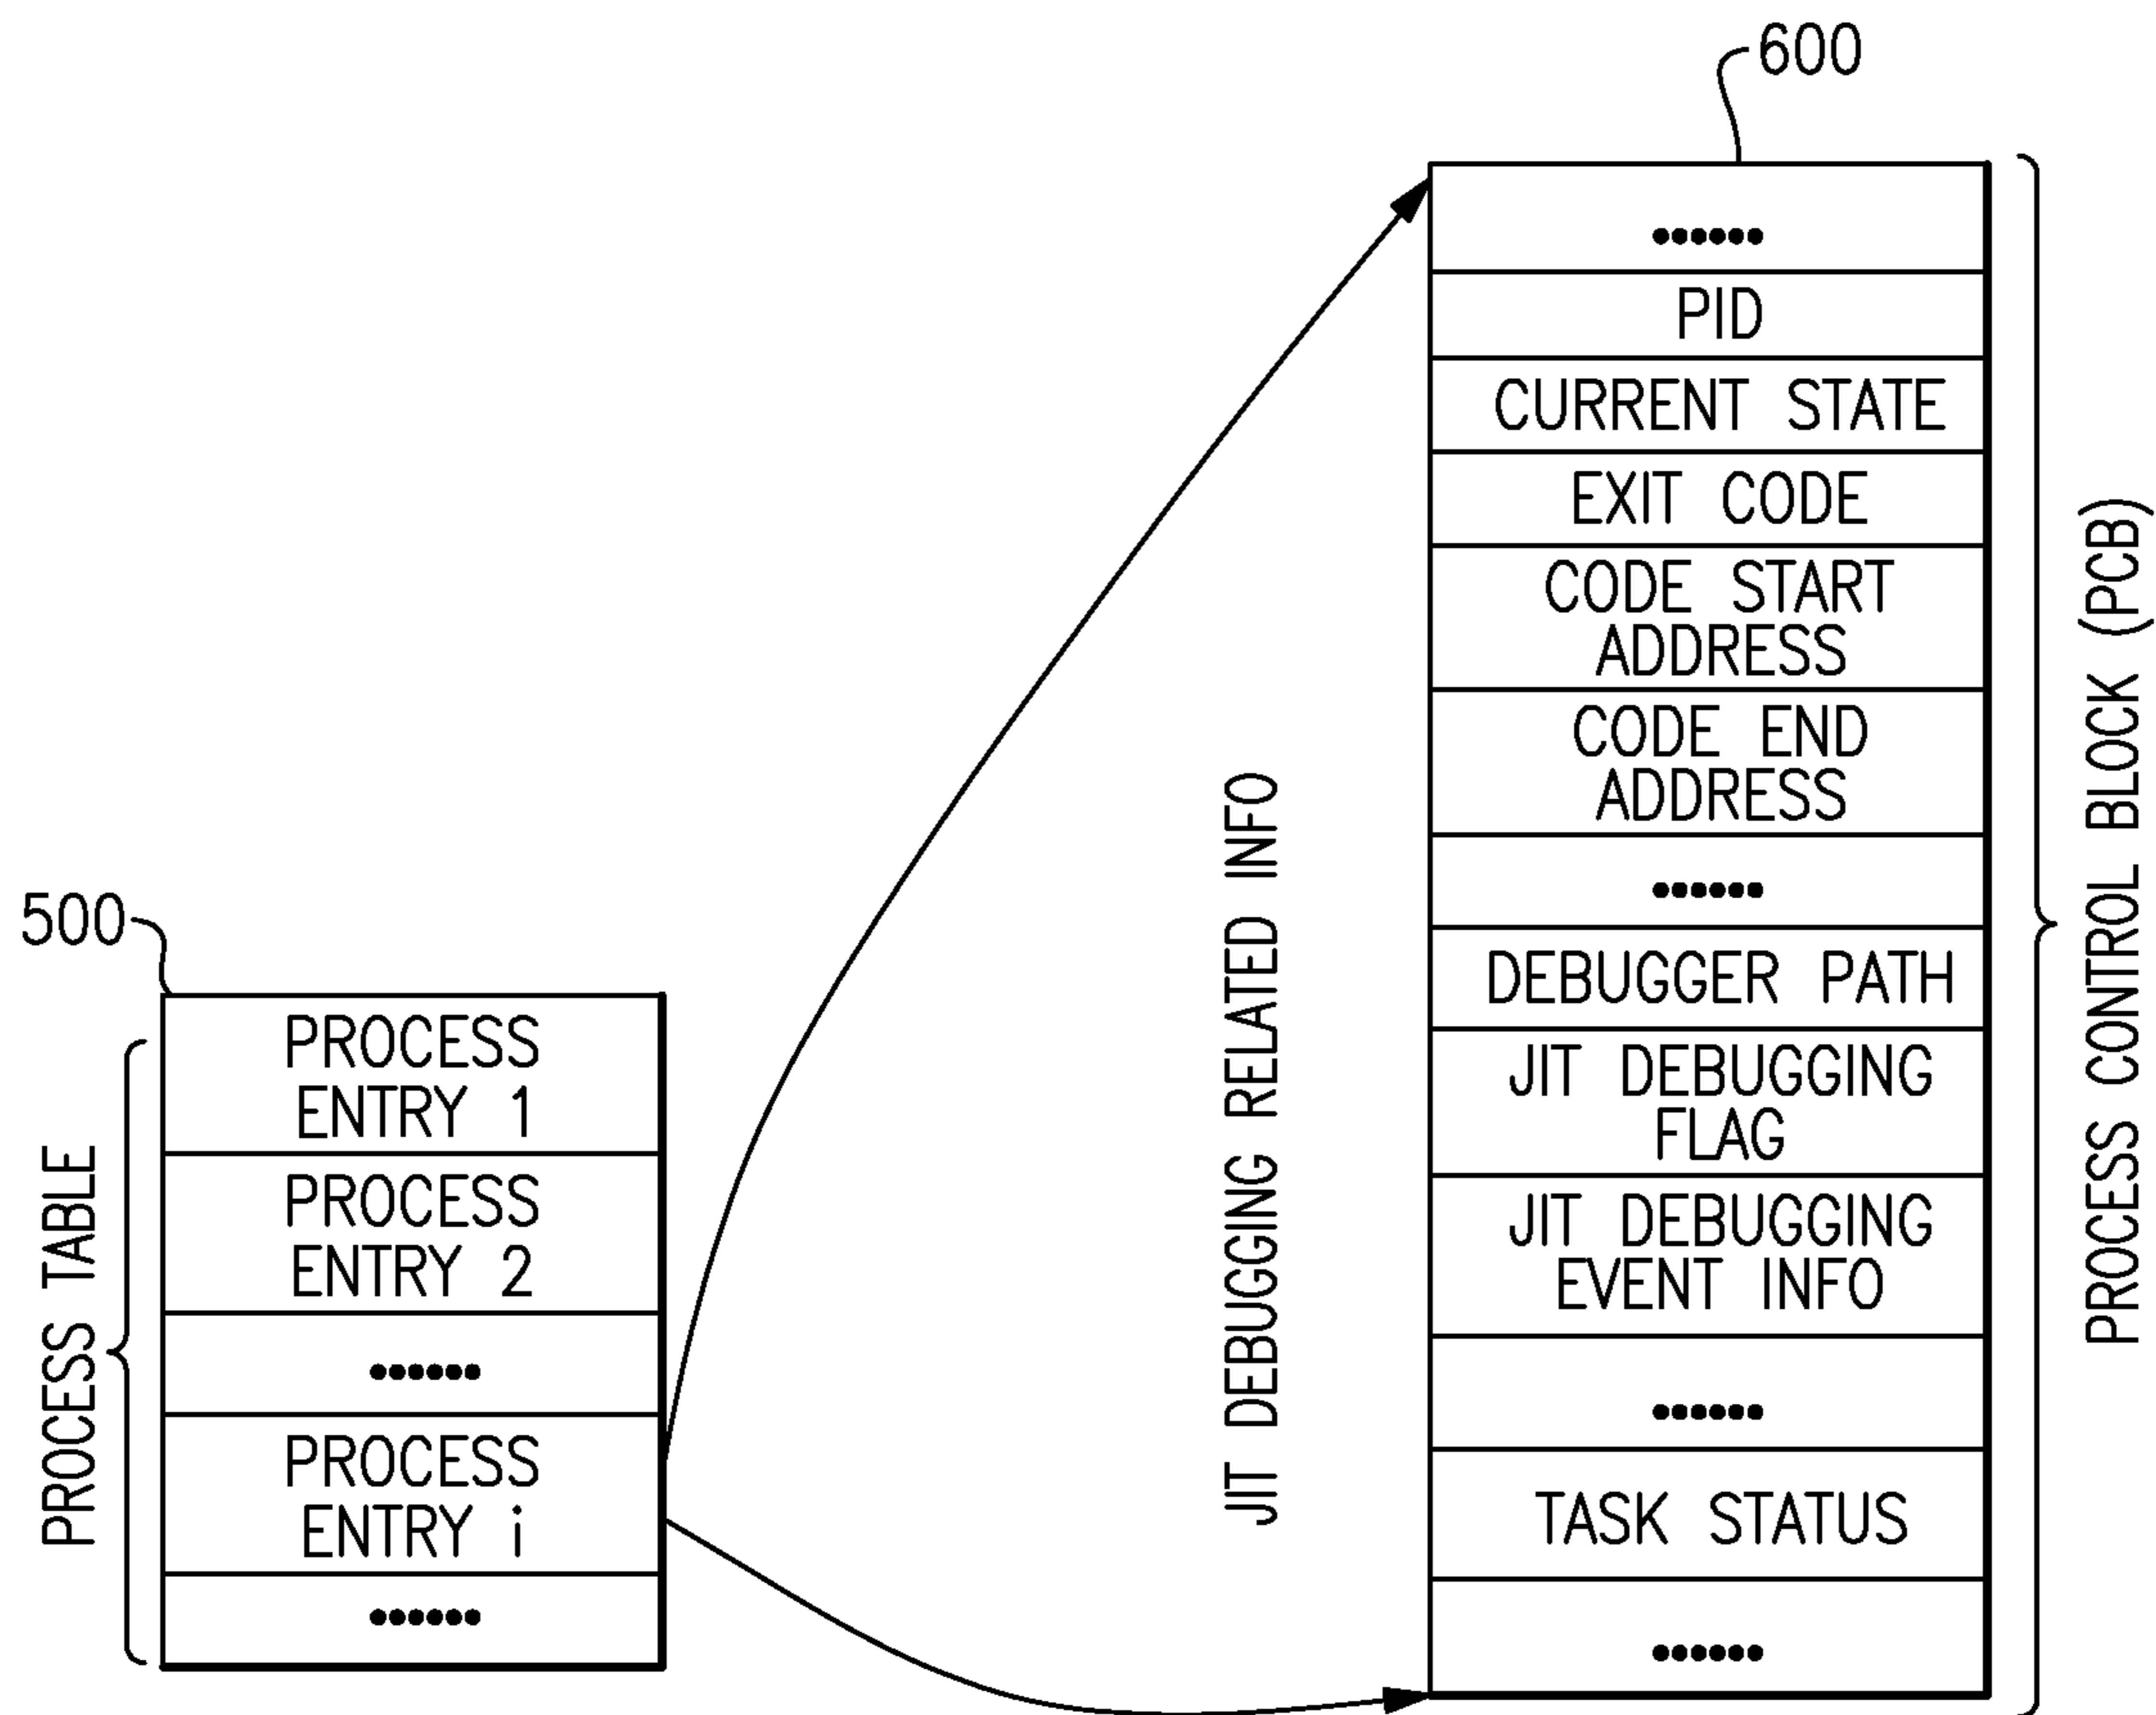 600
••••••
PID
CURRENT STATE
EXIT CODE
CODE START
ADDRESS
CODE END
ADDRESS
••••••
DEBUGGER PATH
JIT DEBUGGING
FLAG
JIT DEBUGGING
EVENT INFO
••••••
TASK STATUS
••••••
PROCESS CONTROL BLOCK (PCB)
JIT DEBUGGING RELATED INFO
500
PROCESS
ENTRY 1
PROCESS
ENTRY 2
••••••
PROCESS
ENTRY i
••••••
PROCESS TABLE